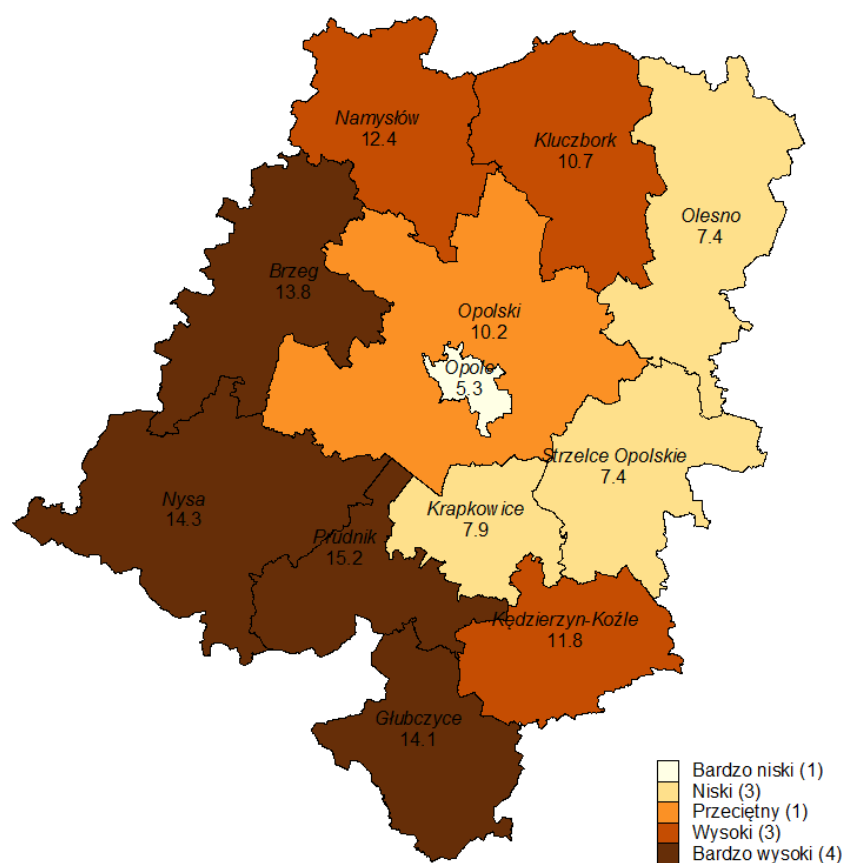 Namysłów
12.4
Kluczbork
10.7
Olesno
7.4
Brzeg
13.8
Opolski
10.2
Opole
5.3
Strzelce Opolskie
7.4
Nysa
14.3
Krapkowice
7.9
Prudnik
15.2
Kędzierzyn-Koźle
11.8
Głubczyce
14.1
Bardzo niski (1)
Niski (3)
Przeciętny (1)
Wysoki (3)
Bardzo wysoki (4)